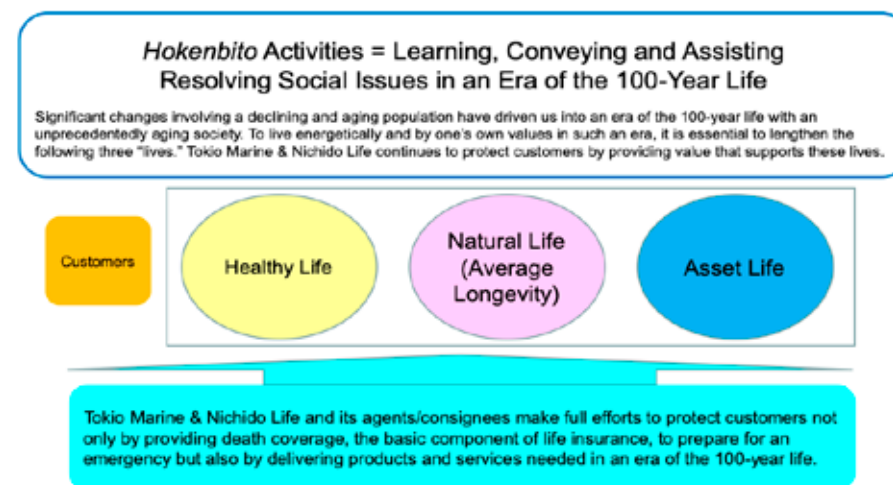 Hokenbito Activities = Learning, Conveying and Assisting
Resolving Social Issues in an Era of the 100-Year Life
Significant changes involving a declining and aging population have driven us into an era of the 100-year life with an
unprecedentedly aging society. To live energetically and by one's own values in such an era, it is essential to lengthen the
following three "lives." Tokio Marine & Nichido Life continues to protect customers by providing value that supports these lives.
Customers
Healthy Life
Natural Life
(Average
Longevity)
Asset Life
Tokio Marine & Nichido Life and its agents/consignees make full efforts to protect customers not
only by providing death coverage, the basic component of life insurance, to prepare for an
emergency but also by delivering products and services needed in an era of the 100-year life.